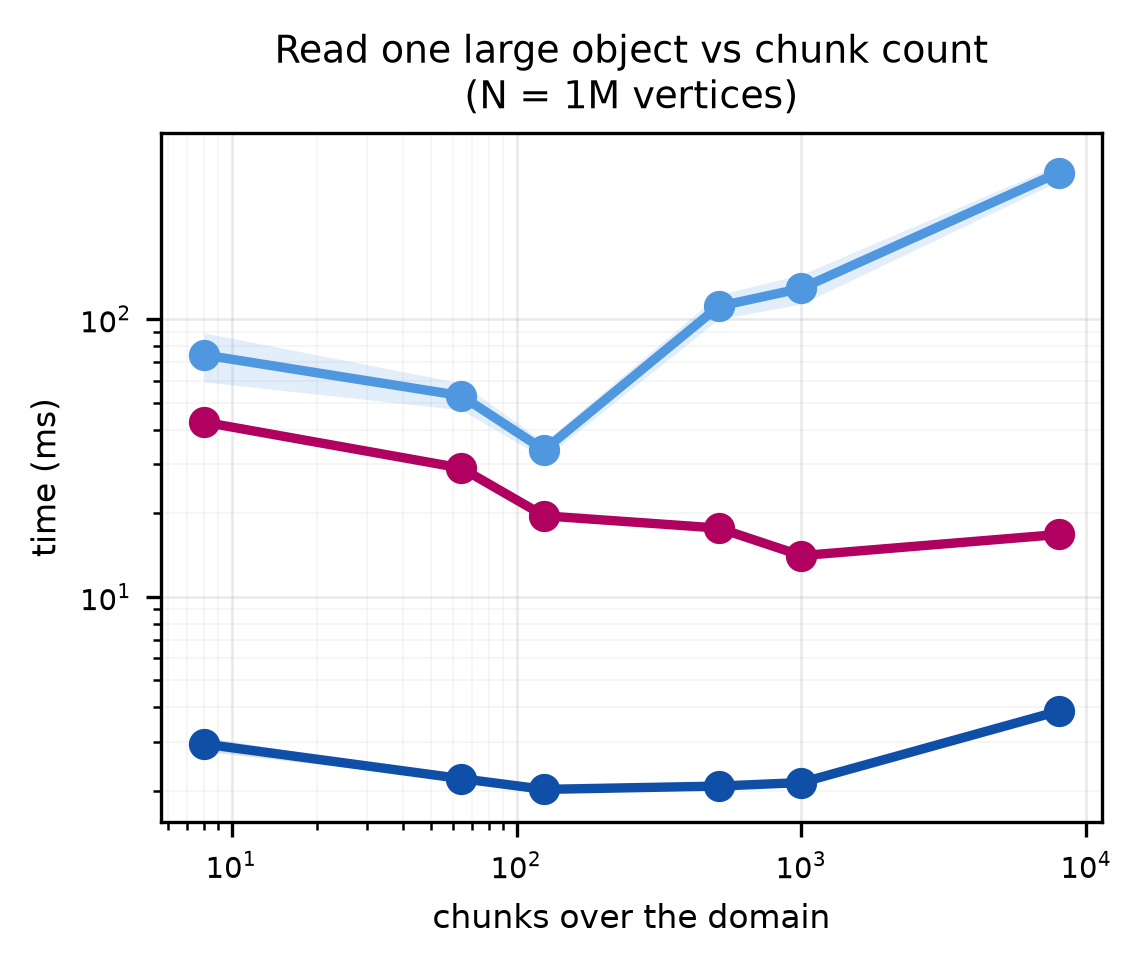 Read one large object vs chunk count
(N = 1M vertices)
time (ms)
10²
10¹
10¹ 10² 10³ 10⁴
chunks over the domain